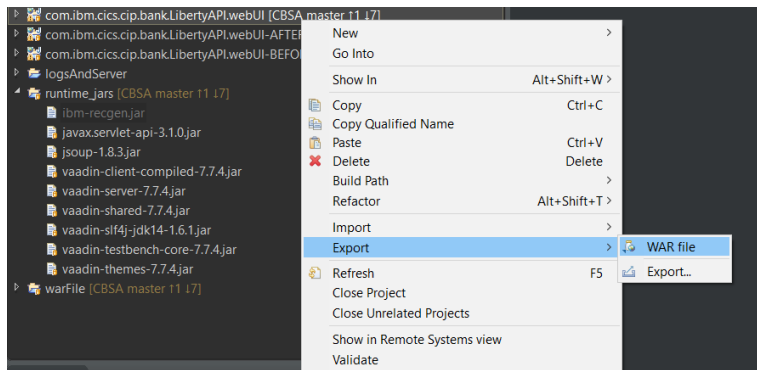 com.ibm.cics.cip.bank.LibertyAPI.webUI [CBSA master ↑1 ↓7]
com.ibm.cics.cip.bank.LibertyAPI.webUI-AFTER
com.ibm.cics.cip.bank.LibertyAPI.webUI-BEFO
logsAndServer
runtime_jars [CBSA master ↑1 ↓7]
ibm-recgen.jar
javax.servlet-api-3.1.0.jar
jsoup-1.8.3.jar
vaadin-client-compiled-7.7.4.jar
vaadin-server-7.7.4.jar
vaadin-shared-7.7.4.jar
vaadin-slf4j-jdk14-1.6.1.jar
vaadin-testbench-core-7.7.4.jar
vaadin-themes-7.7.4.jar
warFile [CBSA master ↑1 ↓7]
New >
Go Into
Show In Alt+Shift+W >
Copy Ctrl+C
Copy Qualified Name
Paste Ctrl+V
Delete Delete
Build Path >
Refactor Alt+Shift+T >
Import >
Export >
Refresh F5
Close Project
Close Unrelated Projects
Show in Remote Systems view
Validate
WAR file
Export...